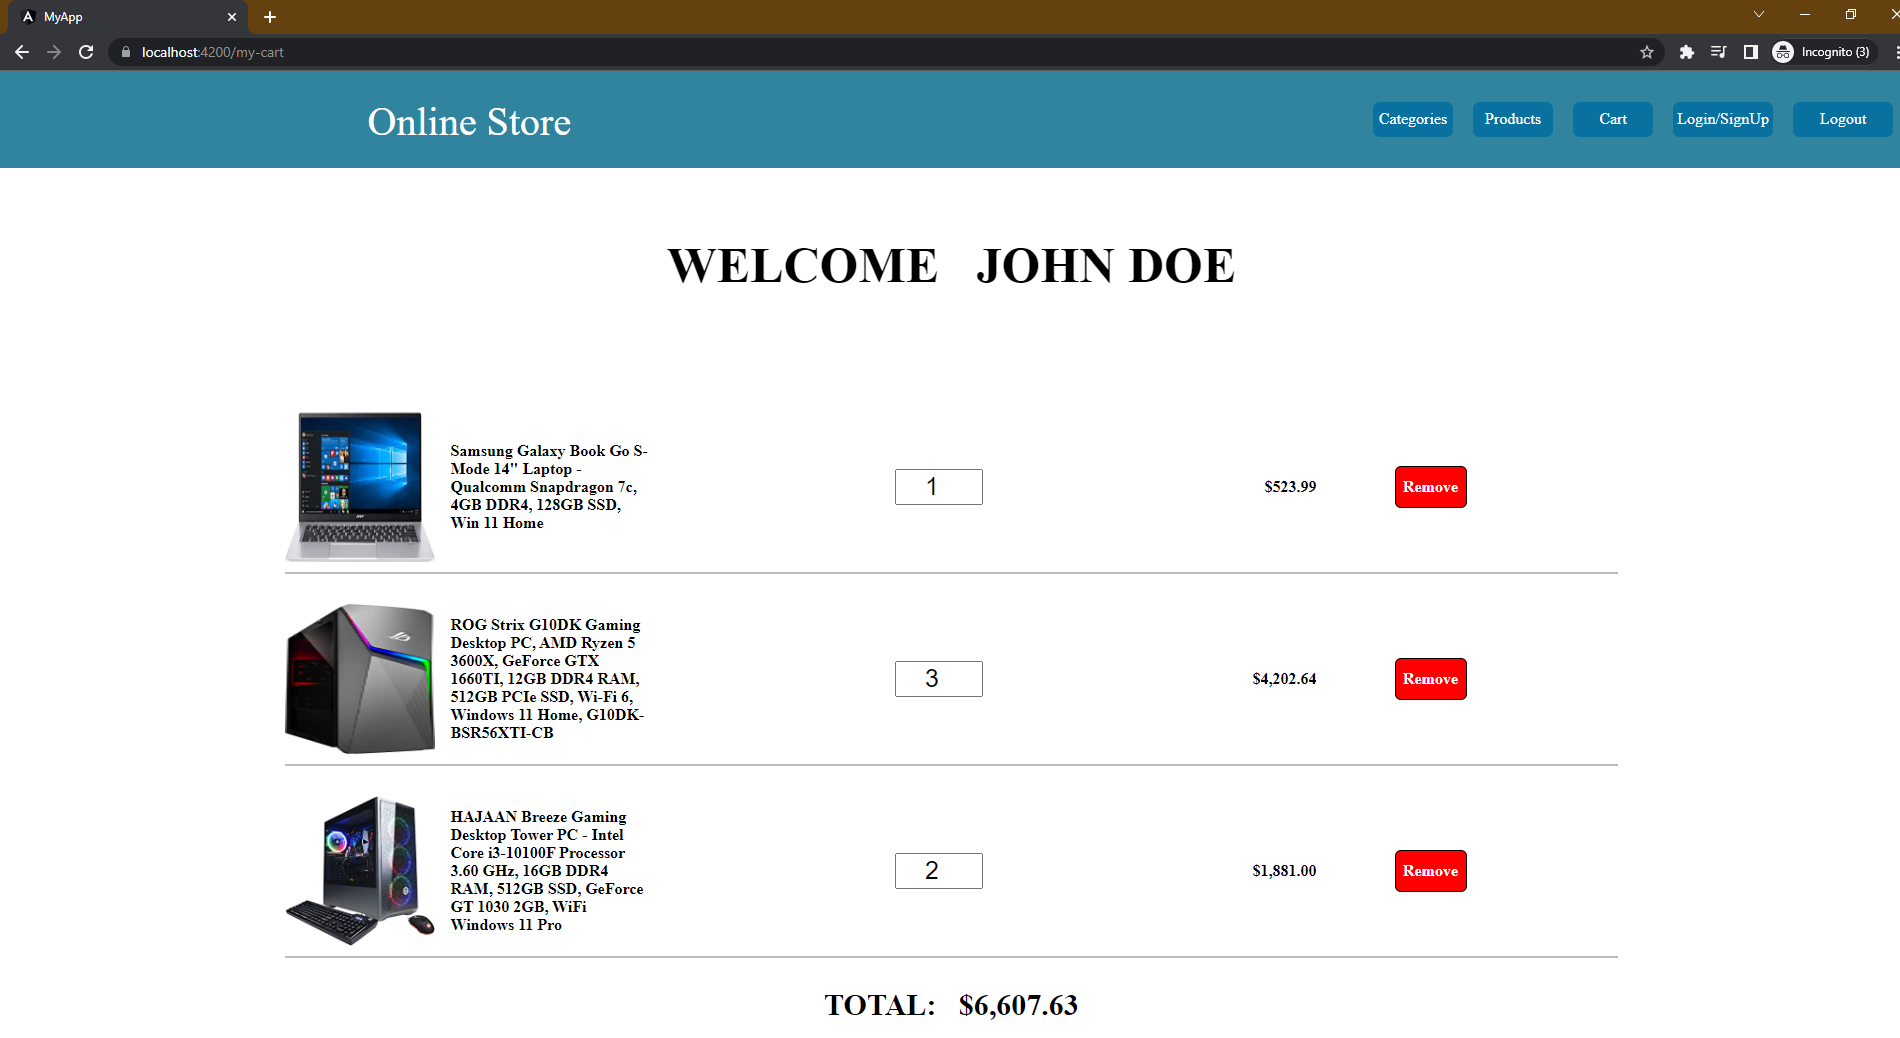 MyApp
localhost:4200/my-cart
Incognito (3)
Online Store
Categories
Products
Cart
Login/SignUp
Logout
WELCOME JOHN DOE
Samsung Galaxy Book Go S-
Mode 14" Laptop -
Qualcomm Snapdragon 7c,
4GB DDR4, 128GB SSD,
Win 11 Home
1
$523.99
Remove
ROG Strix G10DK Gaming
Desktop PC, AMD Ryzen 5
3600X, GeForce GTX
1660TI, 12GB DDR4 RAM,
512GB PCIe SSD, Wi-Fi 6,
Windows 11 Home, G10DK-
BSR56XTI-CB
3
$4,202.64
Remove
HAJAAN Breeze Gaming
Desktop Tower PC - Intel
Core i3-10100F Processor
3.60 GHz, 16GB DDR4
RAM, 512GB SSD, GeForce
GT 1030 2GB, WiFi
Windows 11 Pro
2
$1,881.00
Remove
TOTAL: $6,607.63